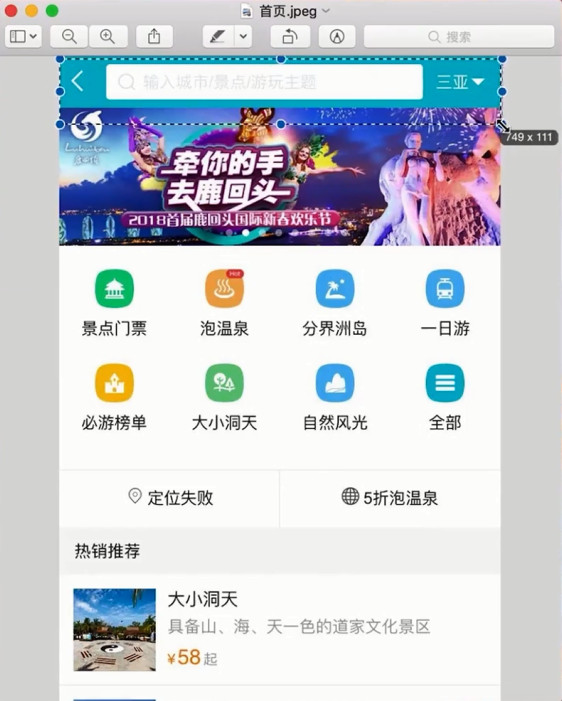 首页.jpeg
搜索
输入城市/景点/游玩主题
三亚
749 x 111
牵你的手
去鹿回头
2018首届鹿回头国际新春欢乐节
景点门票
泡温泉
分界洲岛
一日游
必游榜单
大小洞天
自然风光
全部
定位失败
5折泡温泉
热销推荐
大小洞天
具备山、海、天一色的道家文化景区
¥58起